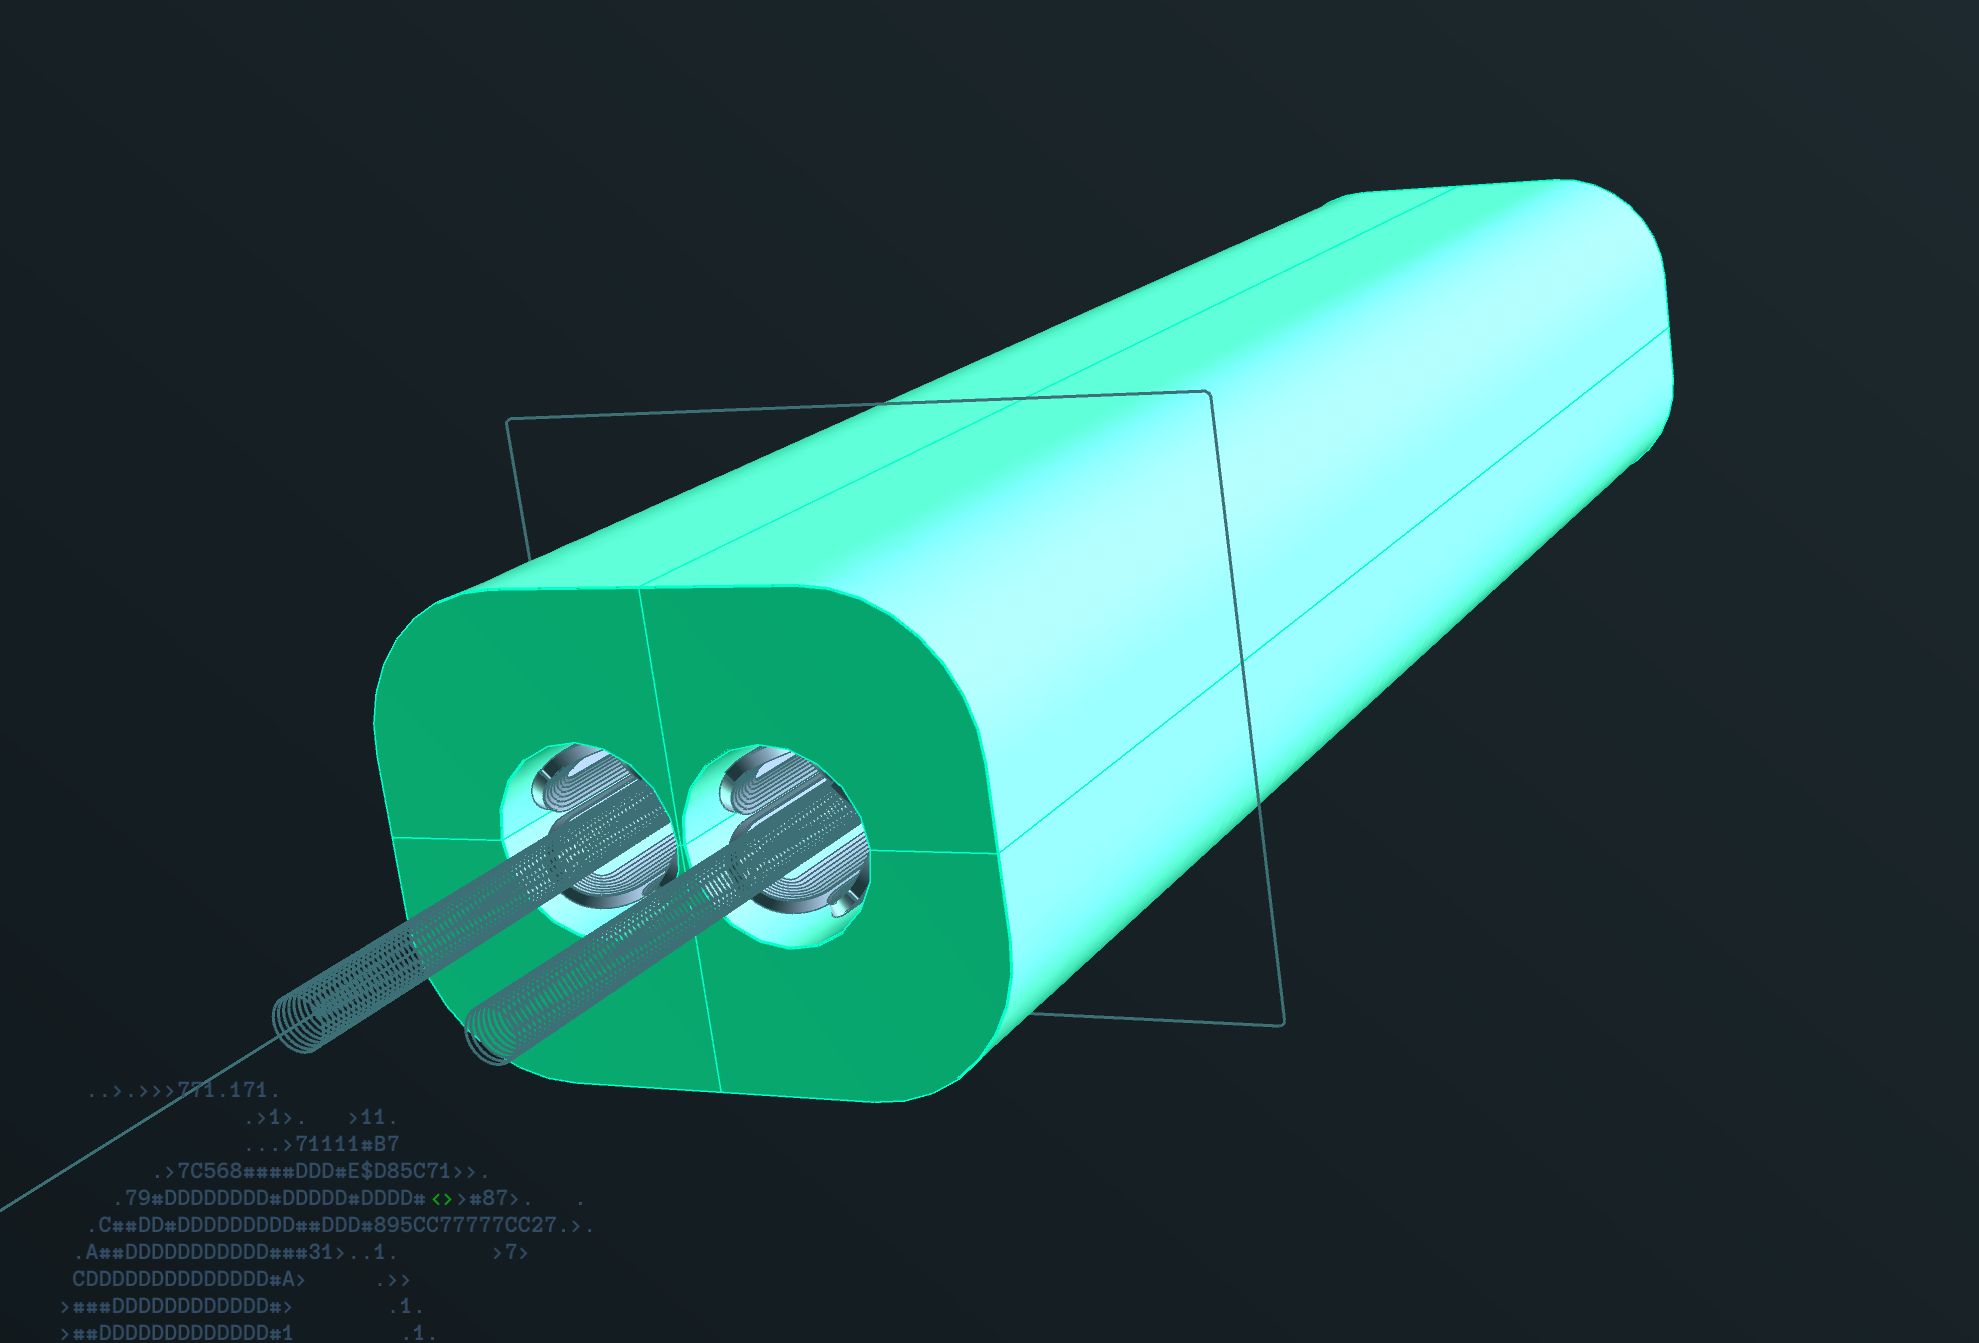 ..>.>>>771.171.
.>1>.   >11.
...>71111#B7
.>7C568####DDD#E$D85C71>>.
.79#DDDDDDDD#DDDDD#DDDD#<>>#87>.   .
.C##DD#DDDDDDDDD##DDD#895CC77777CC27.>.
.A##DDDDDDDDDDD###31>..1.       >7>
CDDDDDDDDDDDDDD#A>     .>>
>###DDDDDDDDDDDD#>       .1.
>##DDDDDDDDDDDDD#1        .1.